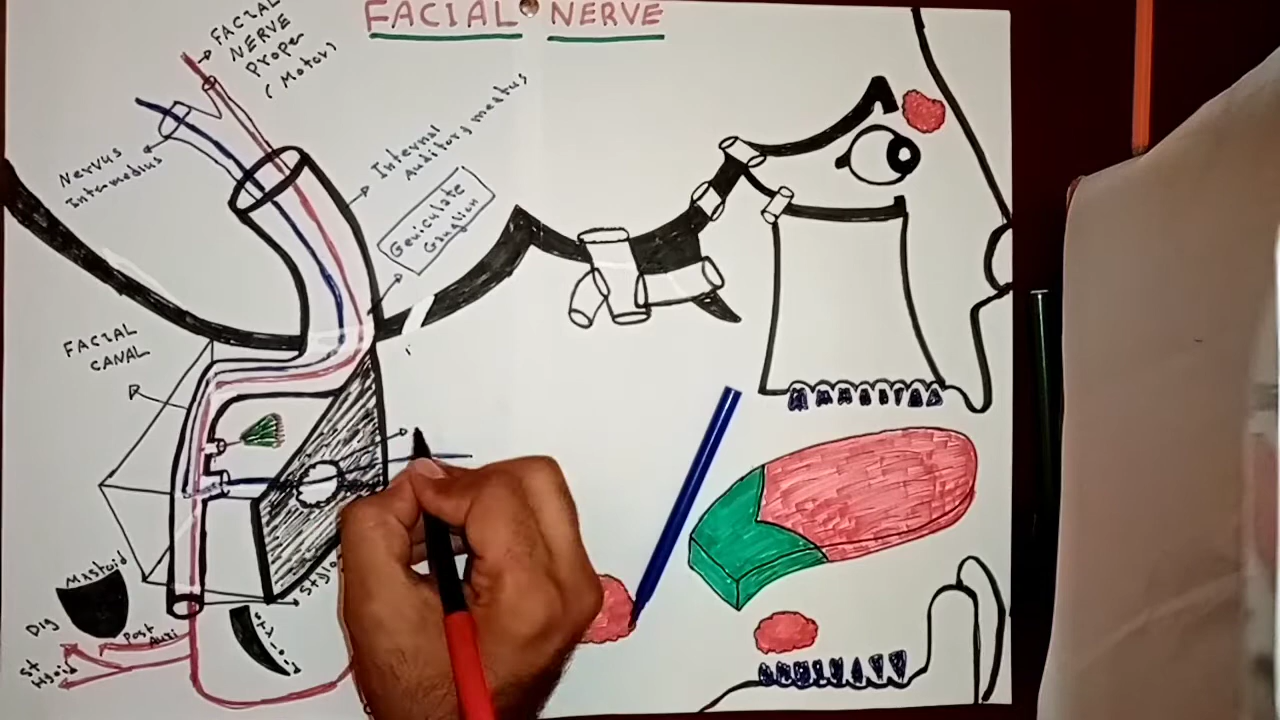 FACIAL NERVE
FACIAL
NERVE
Proper
(Motor)
Nervus
Intermedius
Internal
Auditory meatus
Geniculate
Ganglion
FACIAL
CANAL
Mastoid
Stylo
Styloid
Dig
Post
Auri
St
Hyoid